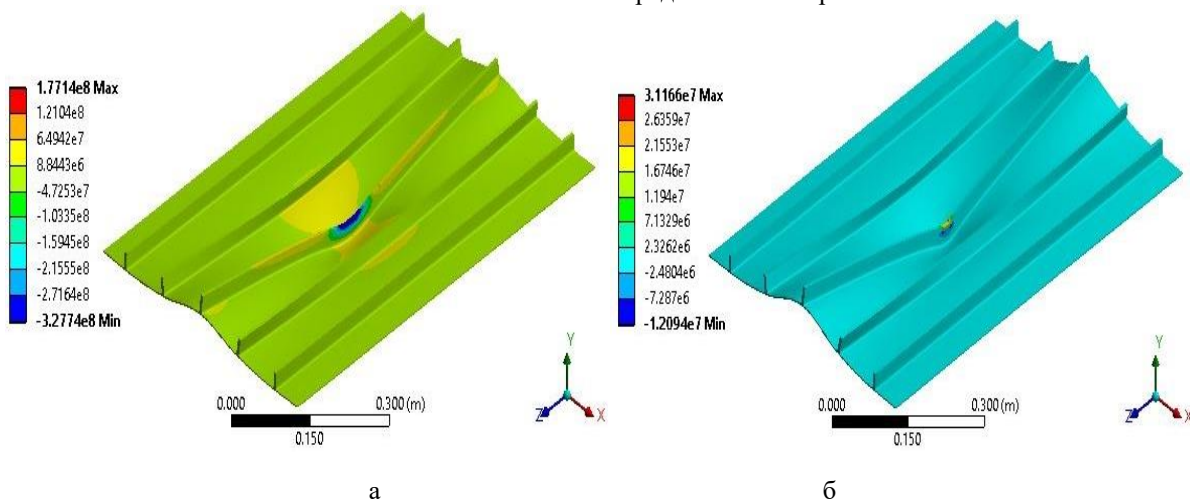 1.7714e8 Max
1.2104e8
6.4942e7
8.8443e6
-4.7253e7
-1.0335e8
-1.5945e8
-2.1555e8
-2.7164e8
-3.2774e8 Min
0.000 0.300 (m)
0.150
Y
Z X
а
3.1166e7 Max
2.6359e7
2.1553e7
1.6746e7
1.194e7
7.1329e6
2.3262e6
-2.4804e6
-7.287e6
-1.2094e7 Min
0.000 0.300 (m)
0.150
Y
Z X
б